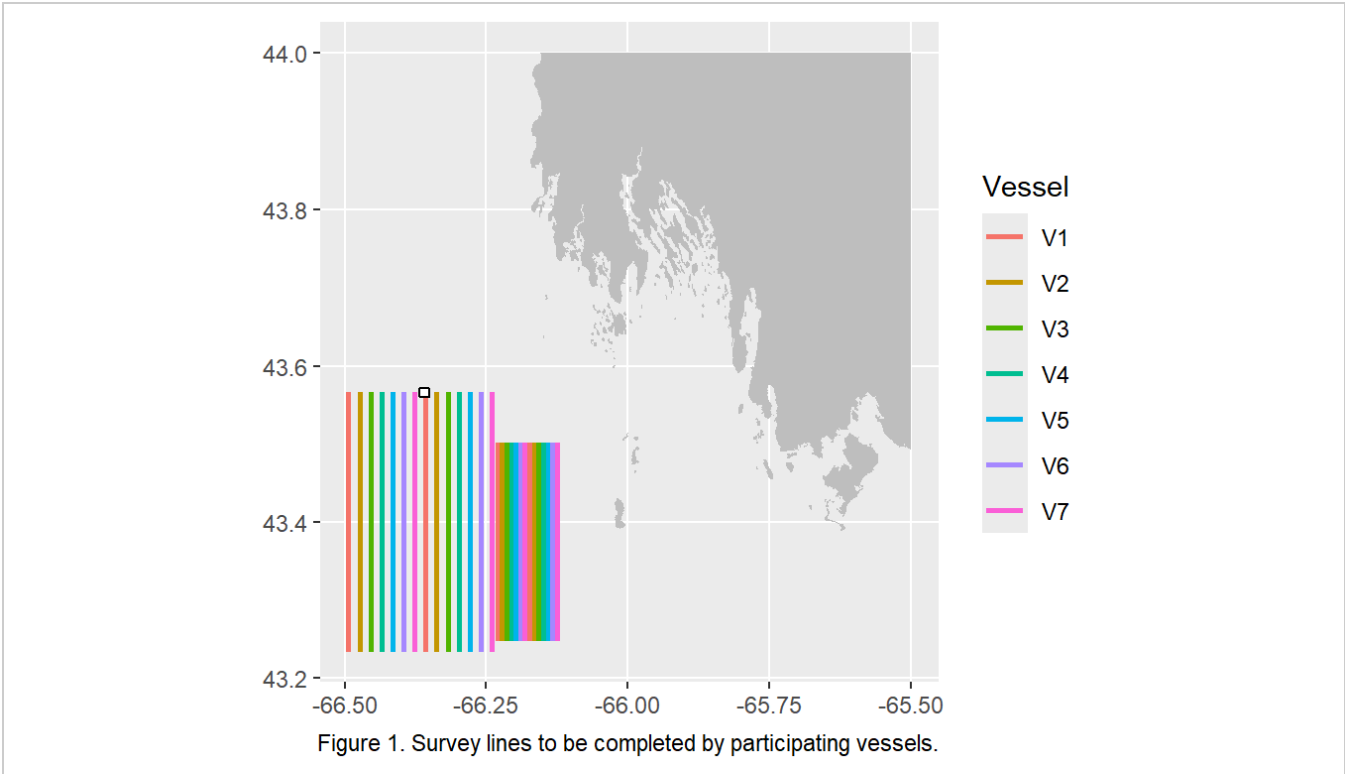 44.0
43.8
43.6
43.4
43.2
-66.50 -66.25 -66.00 -65.75 -65.50
Vessel
V1
V2
V3
V4
V5
V6
V7
Figure 1. Survey lines to be completed by participating vessels.